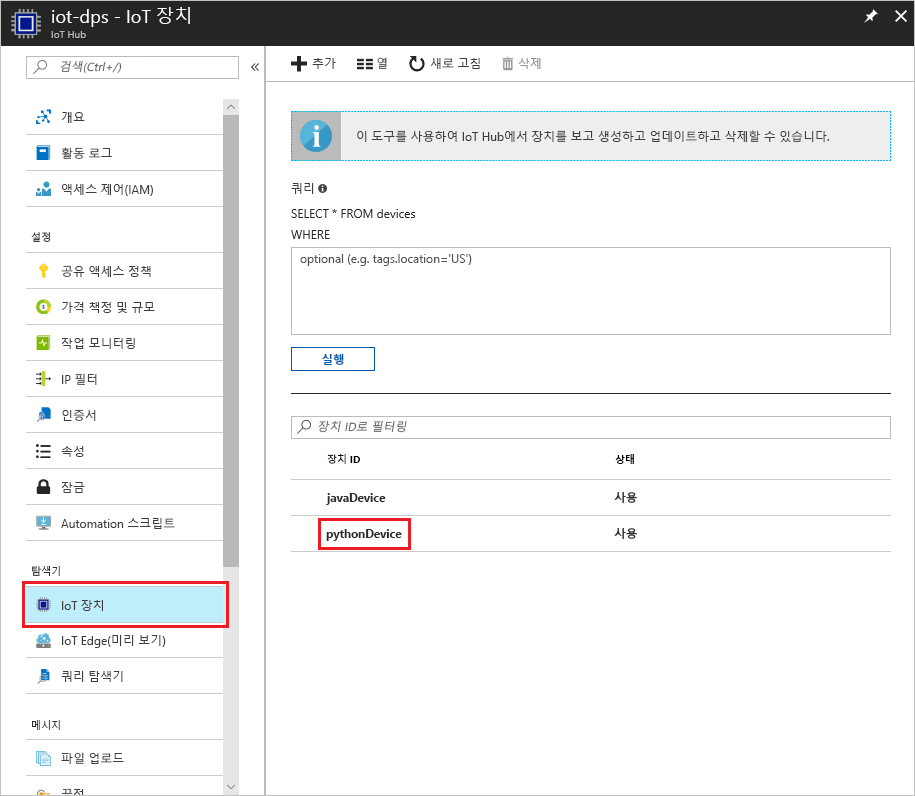 iot-dps - IoT 장치
IoT Hub
검색(Ctrl+/)
개요
활동 로그
액세스 제어(IAM)
설정
공유 액세스 정책
가격 책정 및 규모
작업 모니터링
IP 필터
인증서
속성
잠금
Automation 스크립트
탐색기
IoT 장치
IoT Edge(미리 보기)
쿼리 탐색기
메시지
파일 업로드
추가 열 새로 고침 삭제
이 도구를 사용하여 IoT Hub에서 장치를 보고 생성하고 업데이트하고 삭제할 수 있습니다.
쿼리
SELECT * FROM devices
WHERE
optional (e.g. tags.location='US')
실행
장치 ID로 필터링
장치 ID 상태
javaDevice 사용
pythonDevice 사용